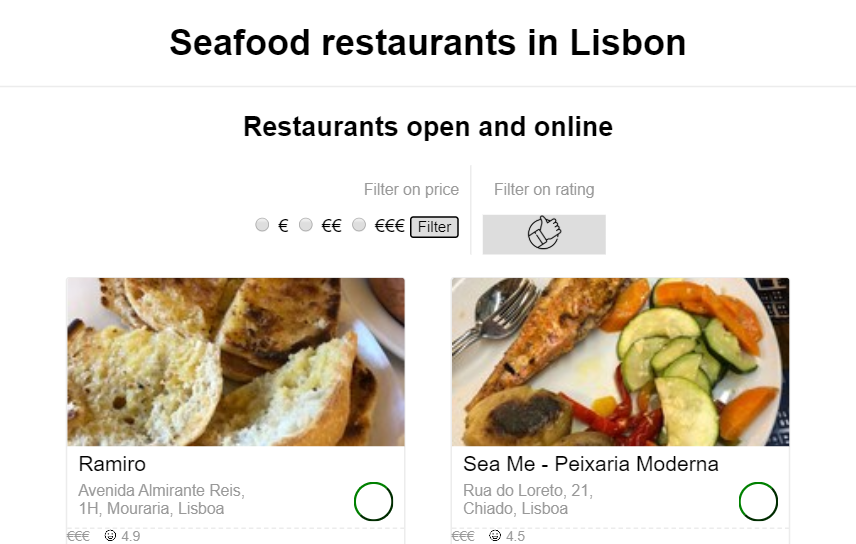 Seafood restaurants in Lisbon
Restaurants open and online
Filter on price
Filter on rating
€ €€ €€€ Filter
Ramiro
Avenida Almirante Reis,
1H, Mouraria, Lisboa
€€€ 4.9
Sea Me - Peixaria Moderna
Rua do Loreto, 21,
Chiado, Lisboa
€€€ 4.5